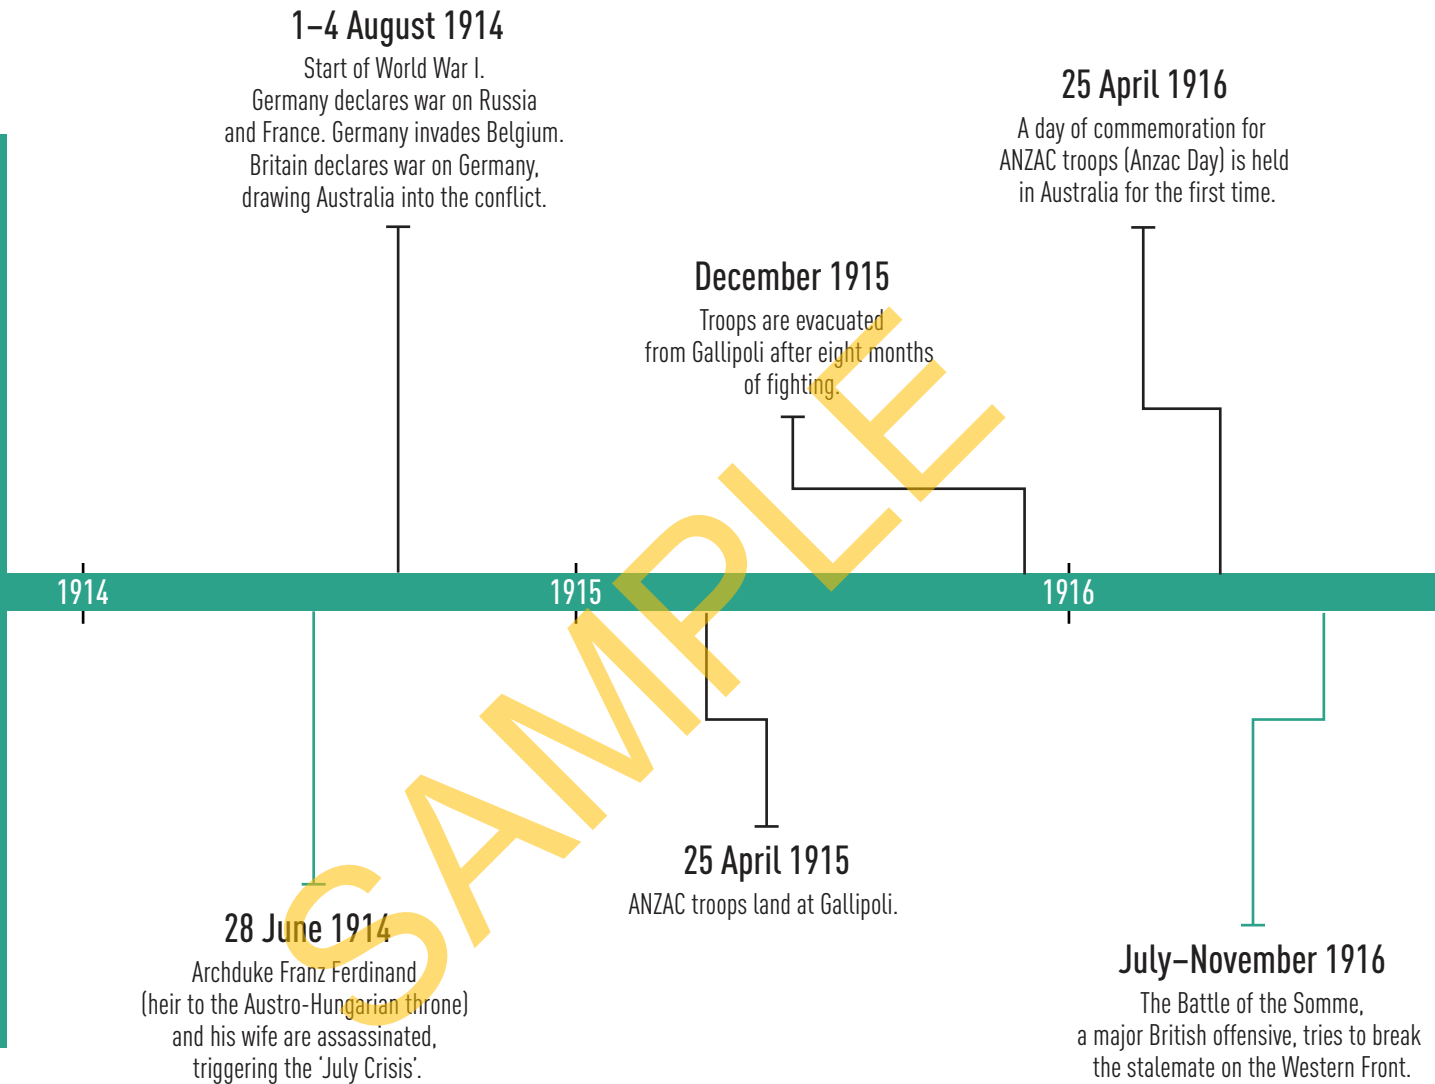 1–4 August 1914
Start of World War I.
Germany declares war on Russia
and France. Germany invades Belgium.
Britain declares war on Germany,
drawing Australia into the conflict.
25 April 1916
A day of commemoration for
ANZAC troops (Anzac Day) is held
in Australia for the first time.
December 1915
Troops are evacuated
from Gallipoli after eight months
of fighting.
1914
1915
1916
SAMPLE
25 April 1915
ANZAC troops land at Gallipoli.
28 June 1914
Archduke Franz Ferdinand
(heir to the Austro-Hungarian throne)
and his wife are assassinated,
triggering the ‘July Crisis’.
July–November 1916
The Battle of the Somme,
a major British offensive, tries to break
the stalemate on the Western Front.